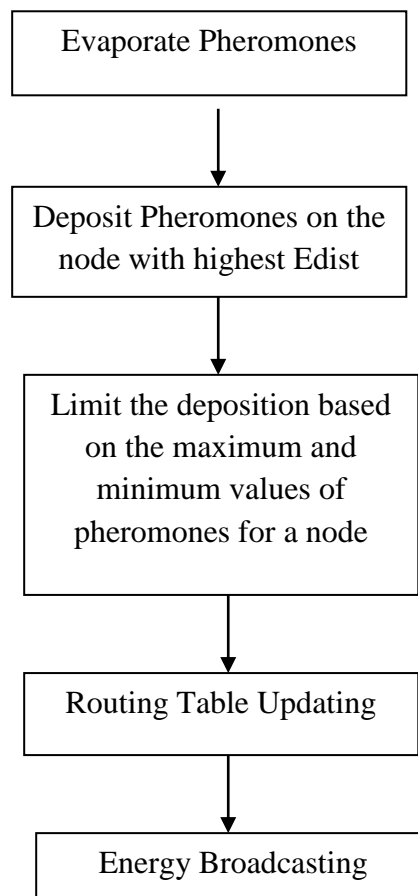 Evaporate Pheromones
Deposit Pheromones on the
node with highest Edist
Limit the deposition based
on the maximum and
minimum values of
pheromones for a node
Routing Table Updating
Energy Broadcasting